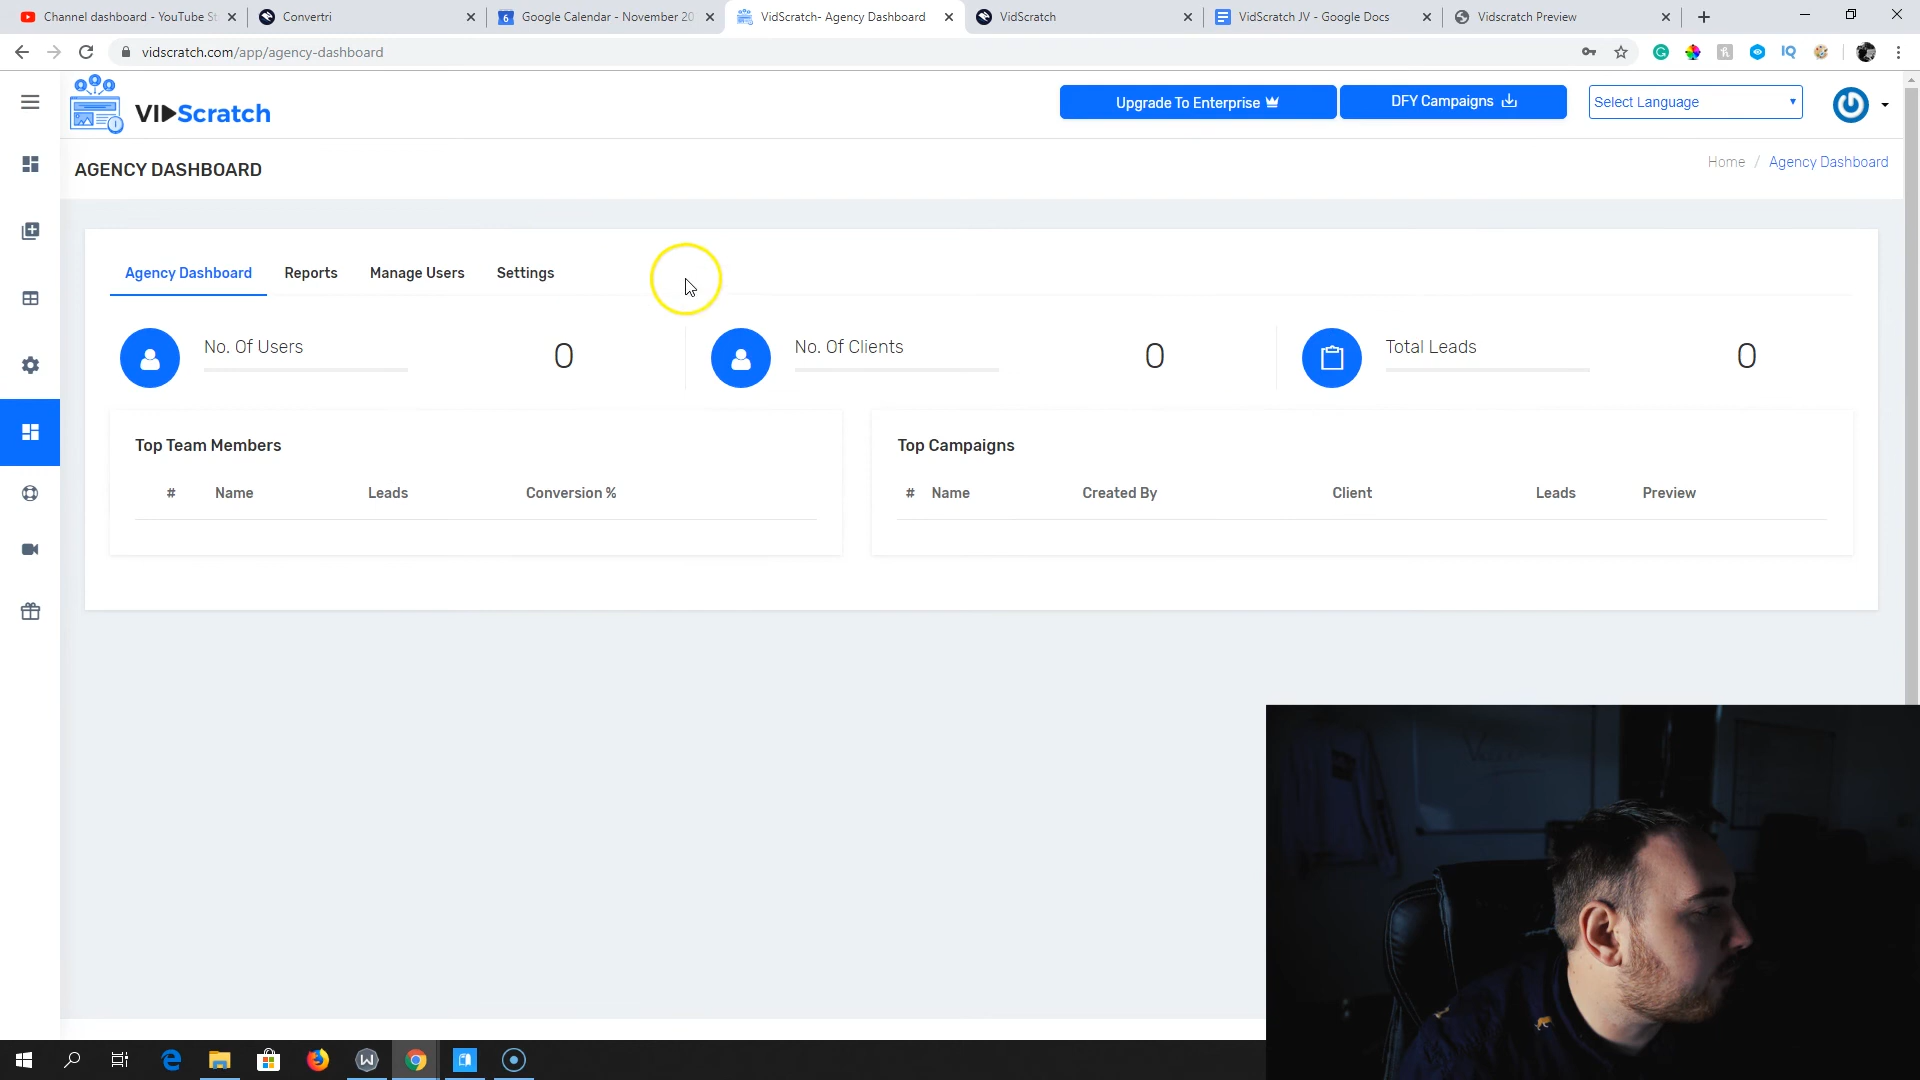 Channel dashboard - YouTube St
Convertri
Google Calendar - November 20
VidScratch- Agency Dashboard
VidScratch
VidScratch JV - Google Docs
Vidscratch Preview
vidscratch.com/app/agency-dashboard
VIDScratch
Upgrade To Enterprise
DFY Campaigns
Select Language
AGENCY DASHBOARD
Home / Agency Dashboard
Agency Dashboard Reports Manage Users Settings
No. Of Users 0
No. Of Clients 0
Total Leads 0
Top Team Members
# Name Leads Conversion %
Top Campaigns
# Name Created By Client Leads Preview